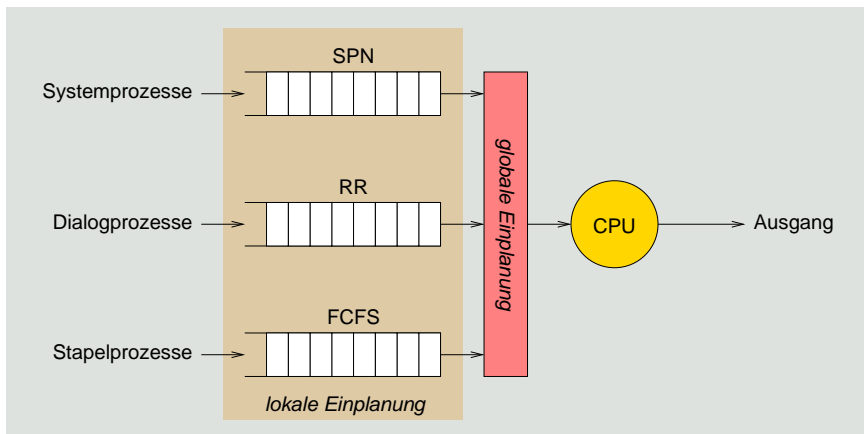 SPN
Systemprozesse
RR
Dialogprozesse
globale Einplanung
CPU
Ausgang
FCFS
Stapelprozesse
lokale Einplanung